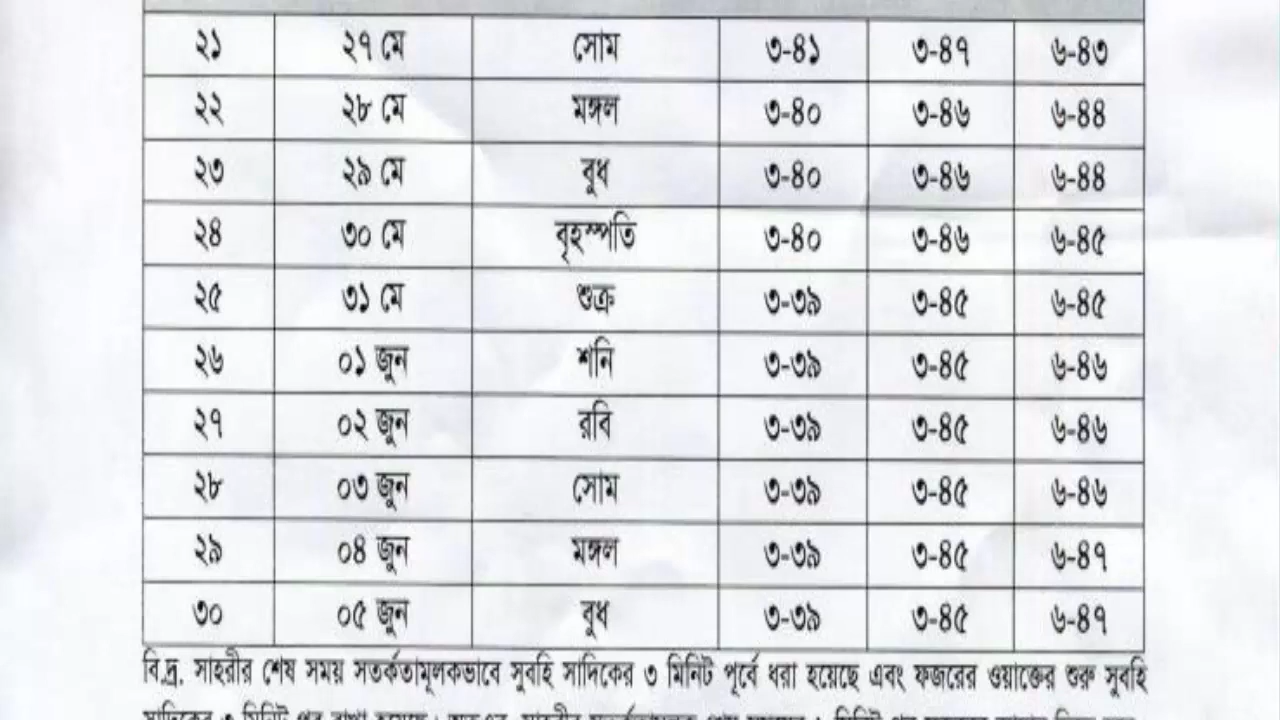 ২১ ২৭ মে সোম ৩-৪১ ৩-৪৭ ৬-৪৩
২২ ২৮ মে মঙ্গল ৩-৪০ ৩-৪৬ ৬-৪৪
২৩ ২৯ মে বুধ ৩-৪০ ৩-৪৬ ৬-৪৪
২৪ ৩০ মে বৃহস্পতি ৩-৪০ ৩-৪৬ ৬-৪৫
২৫ ৩১ মে শুক্র ৩-৩৯ ৩-৪৫ ৬-৪৫
২৬ ০১ জুন শনি ৩-৩৯ ৩-৪৫ ৬-৪৬
২৭ ০২ জুন রবি ৩-৩৯ ৩-৪৫ ৬-৪৬
২৮ ০৩ জুন সোম ৩-৩৯ ৩-৪৫ ৬-৪৬
২৯ ০৪ জুন মঙ্গল ৩-৩৯ ৩-৪৫ ৬-৪৭
৩০ ০৫ জুন বুধ ৩-৩৯ ৩-৪৫ ৬-৪৭
বি.দ্র. সাহরীর শেষ সময় সতর্কতামূলকভাবে সুবহি সাদিকের ৩ মিনিট পূর্বে ধরা হয়েছে এবং ফজরের ওয়াক্তের শুরু সুবহি